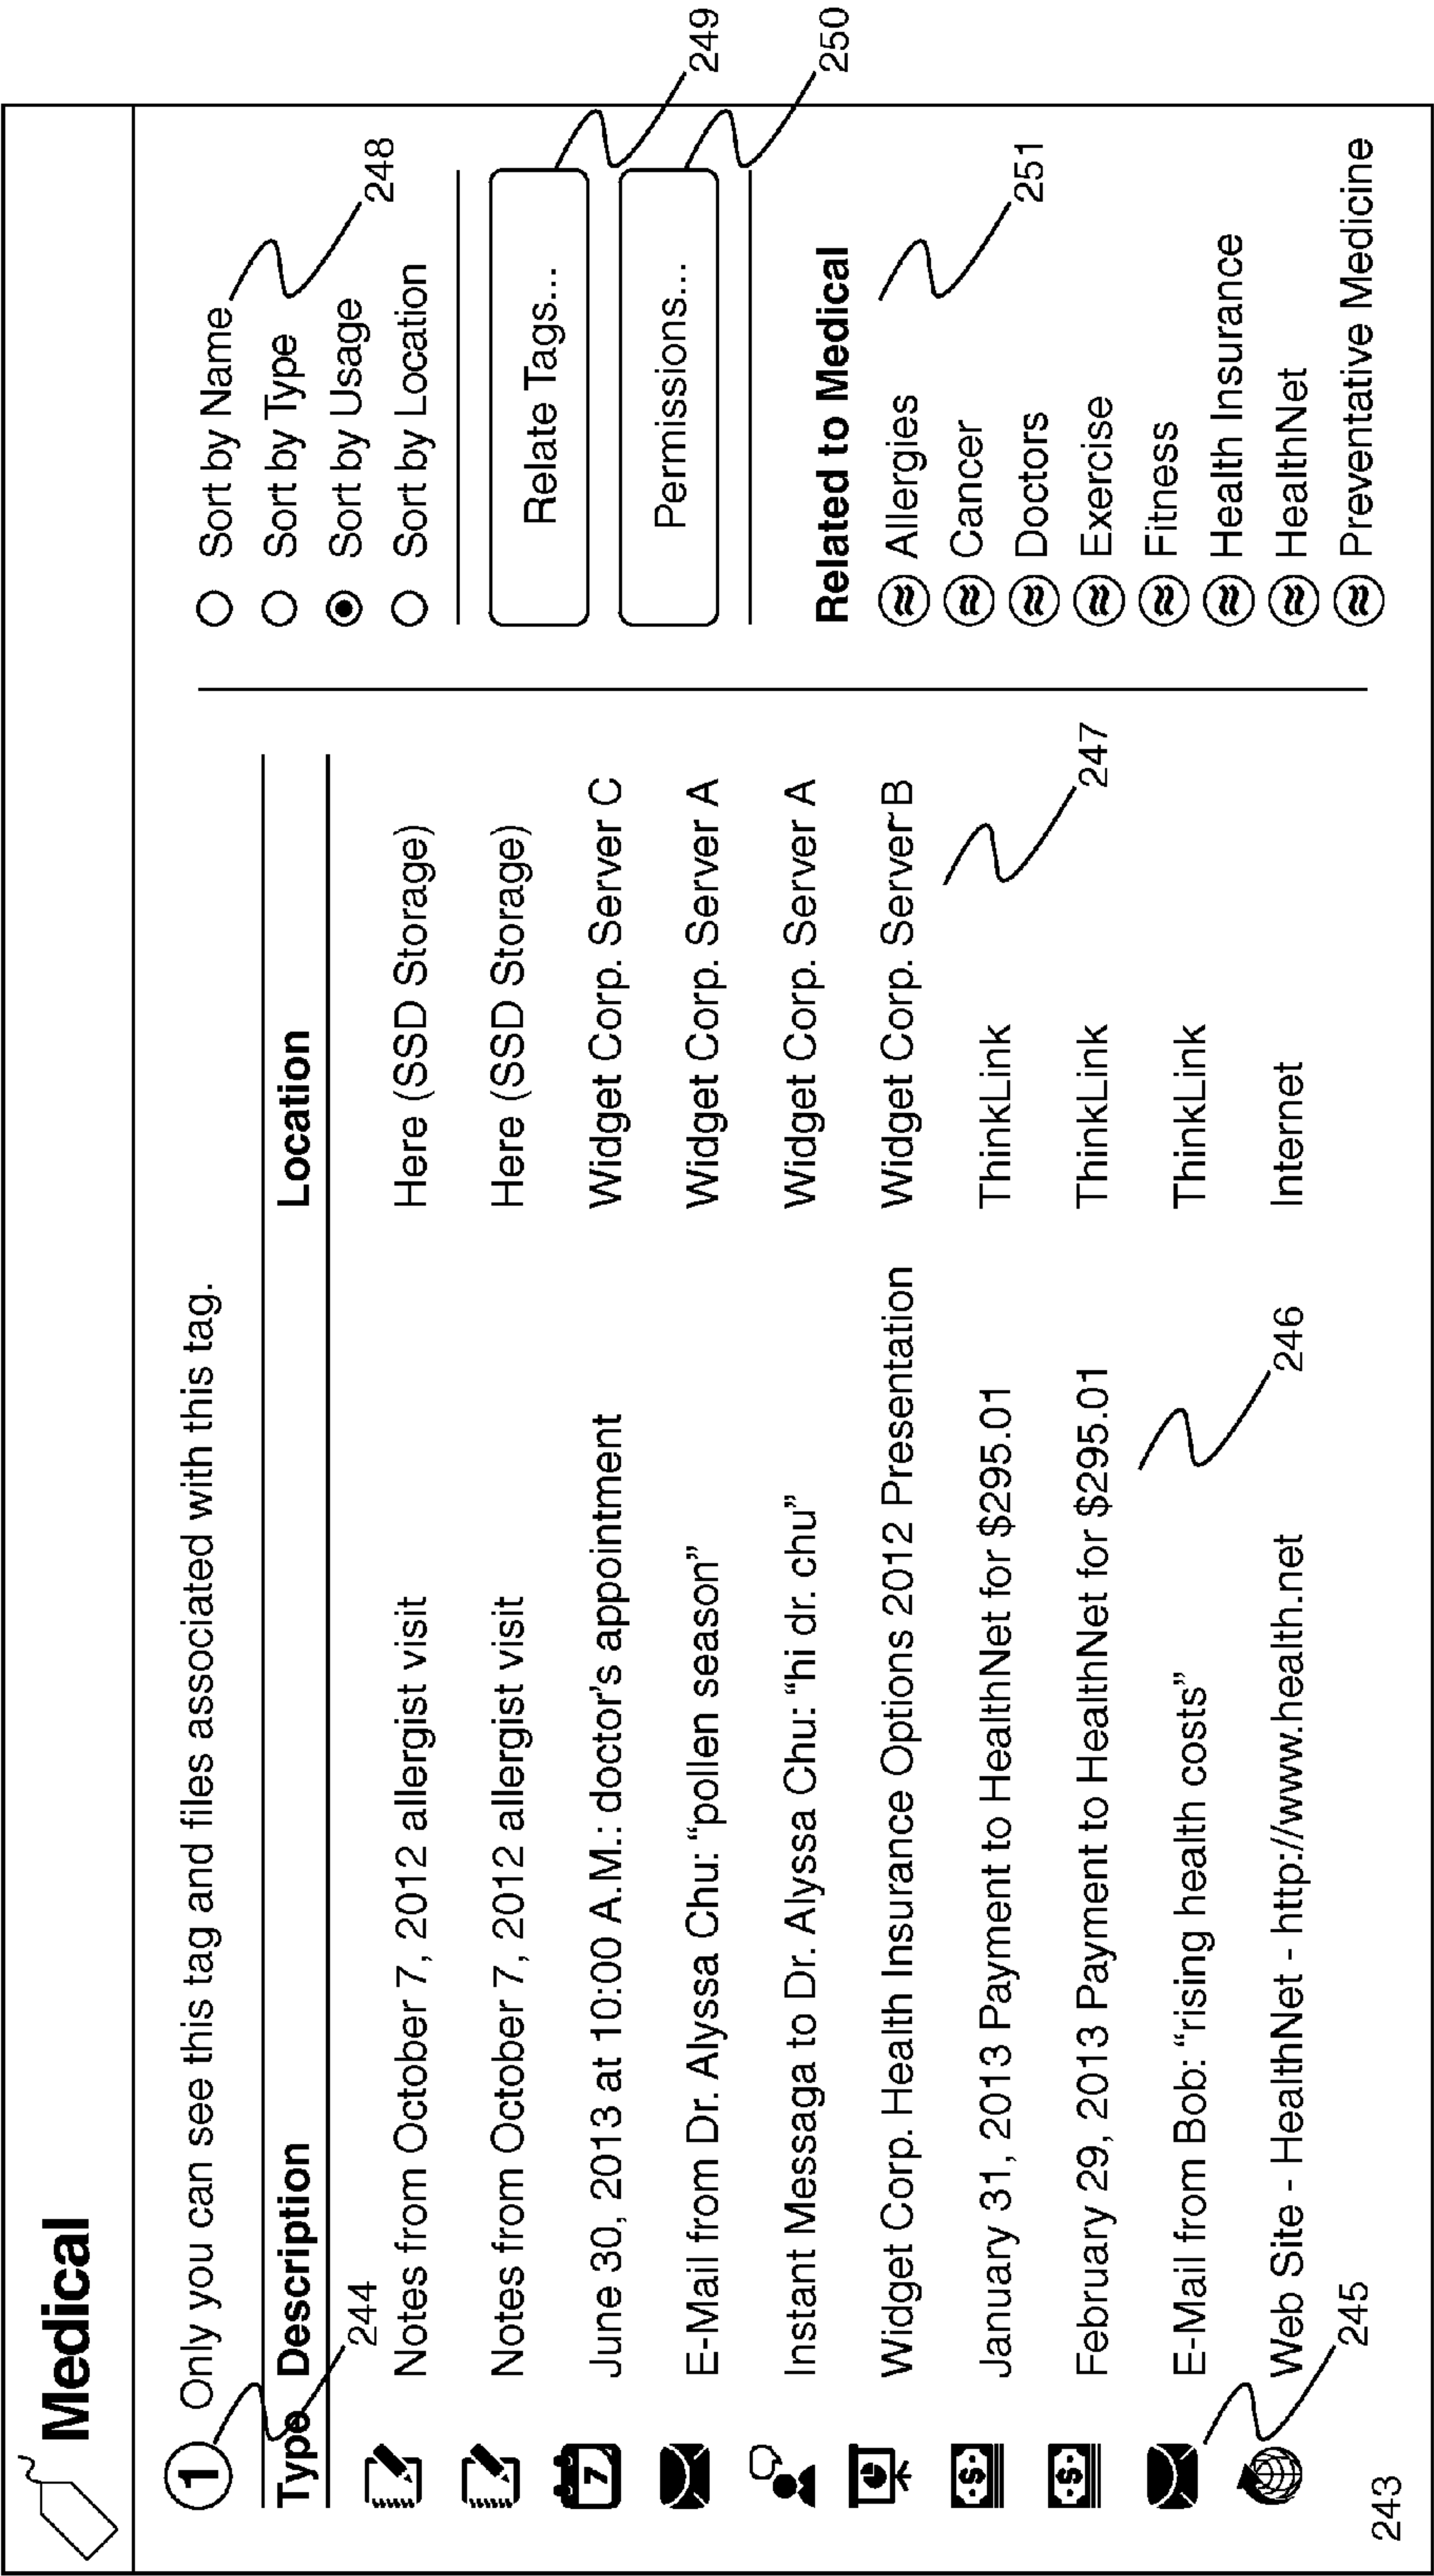 Medical
① Only you can see this tag and files associated with this tag.
244
Type Description Location
Notes from October 7, 2012 allergist visit Here (SSD Storage)
Notes from October 7, 2012 allergist visit Here (SSD Storage)
7 June 30, 2013 at 10:00 A.M.: doctor's appointment Widget Corp. Server C
E-Mail from Dr. Alyssa Chu: “pollen season” Widget Corp. Server A
Instant Messaga to Dr. Alyssa Chu: “hi dr. chu” Widget Corp. Server A
Widget Corp. Health Insurance Options 2012 Presentation Widget Corp. Server B
$ January 31, 2013 Payment to HealthNet for $295.01 ThinkLink
$ February 29, 2013 Payment to HealthNet for $295.01 ThinkLink
E-Mail from Bob: “rising health costs” ThinkLink
Web Site - HealthNet - http://www.health.net Internet
245
246
247
243
Sort by Name
Sort by Type
Sort by Usage
Sort by Location
248
Relate Tags...
249
Permissions...
250
Related to Medical
251
≈ Allergies
≈ Cancer
≈ Doctors
≈ Exercise
≈ Fitness
≈ Health Insurance
≈ HealthNet
≈ Preventative Medicine